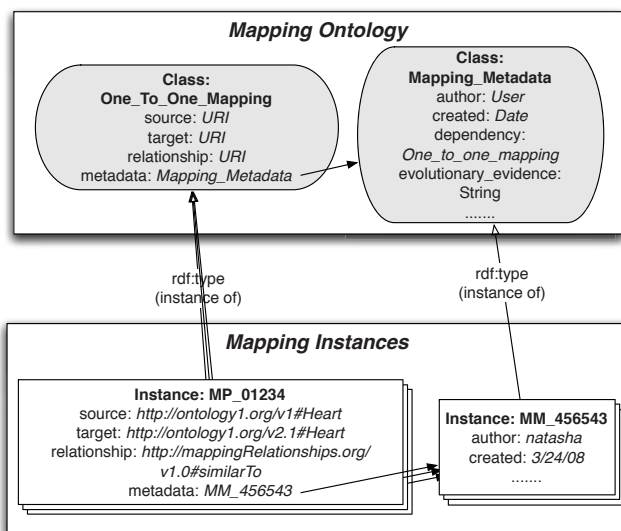 Mapping Ontology
Class:
One_To_One_Mapping
source: URI
target: URI
relationship: URI
metadata: Mapping_Metadata
Class:
Mapping_Metadata
author: User
created: Date
dependency:
One_to_one_mapping
evolutionary_evidence:
String
.......
rdf:type
(instance of)
rdf:type
(instance of)
Mapping Instances
Instance: MP_01234
source: http://ontology1.org/v1#Heart
target: http://ontology1.org/v2.1#Heart
relationship: http://mappingRelationships.org/
v1.0#similarTo
metadata: MM_456543
Instance: MM_456543
author: natasha
created: 3/24/08
.......